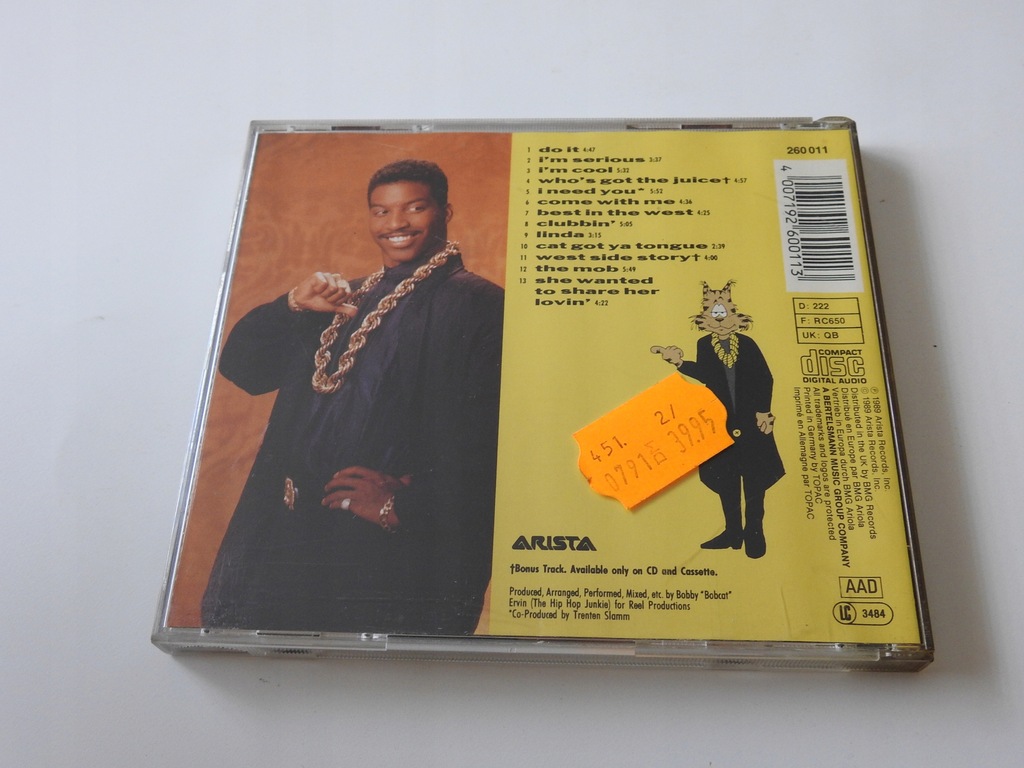 1 do it 4:47
2 i'm serious 3:37
3 i'm cool 5:32
4 who's got the juice† 4:57
5 i need you* 5:52
6 come with me 4:36
7 best in the west 4:25
8 clubbin' 5:05
9 linda 3:15
10 cat got ya tongue 2:39
11 west side story† 4:00
12 the mob 5:49
13 she wanted
to share her
lovin' 4:22
260 011
4 007192 600113
D: 222
F: RC650
UK: QB
COMPACT
disc
DIGITAL AUDIO
℗ 1989 Arista Records, Inc.
© 1989 Arista Records, Inc.
Distributed in the UK by BMG Records
Distribué en Europe par BMG Ariola
Vertrieb in Europa durch BMG Ariola
A BERTELSMANN MUSIC GROUP COMPANY
All trademarks and logos are protected
Printed in Germany by TOPAC
Imprimé en Allemagne par TOPAC
451. 21
0791 39.95
ARISTA
†Bonus Track. Available only on CD and Cassette.
Produced, Arranged, Performed, Mixed, etc. by Bobby "Bobcat"
Ervin (The Hip Hop Junkie) for Reel Productions
*Co-Produced by Trenten Slamm
AAD
LC 3484